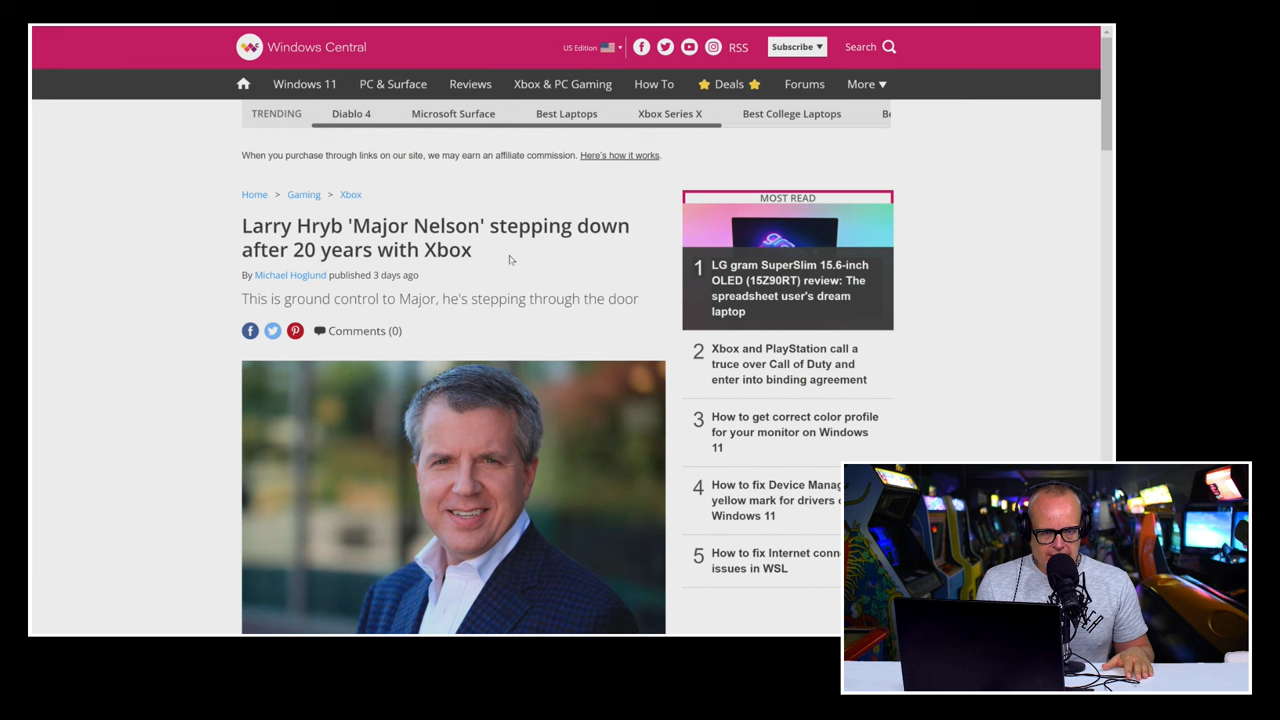 Windows Central
US Edition
RSS
Subscribe ▼
Search
Windows 11
PC & Surface
Reviews
Xbox & PC Gaming
How To
Deals
Forums
More ▼
TRENDING
Diablo 4
Microsoft Surface
Best Laptops
Xbox Series X
Best College Laptops
Be
When you purchase through links on our site, we may earn an affiliate commission. Here's how it works.
Home > Gaming > Xbox
Larry Hryb 'Major Nelson' stepping down
after 20 years with Xbox
By Michael Hoglund published 3 days ago
This is ground control to Major, he's stepping through the door
Comments (0)
MOST READ
1
LG gram SuperSlim 15.6-inch
OLED (15Z90RT) review: The
spreadsheet user's dream
laptop
2
Xbox and PlayStation call a
truce over Call of Duty and
enter into binding agreement
3
How to get correct color profile
for your monitor on Windows
11
4
How to fix Device Manag
yellow mark for drivers
Windows 11
5
How to fix Internet conn
issues in WSL